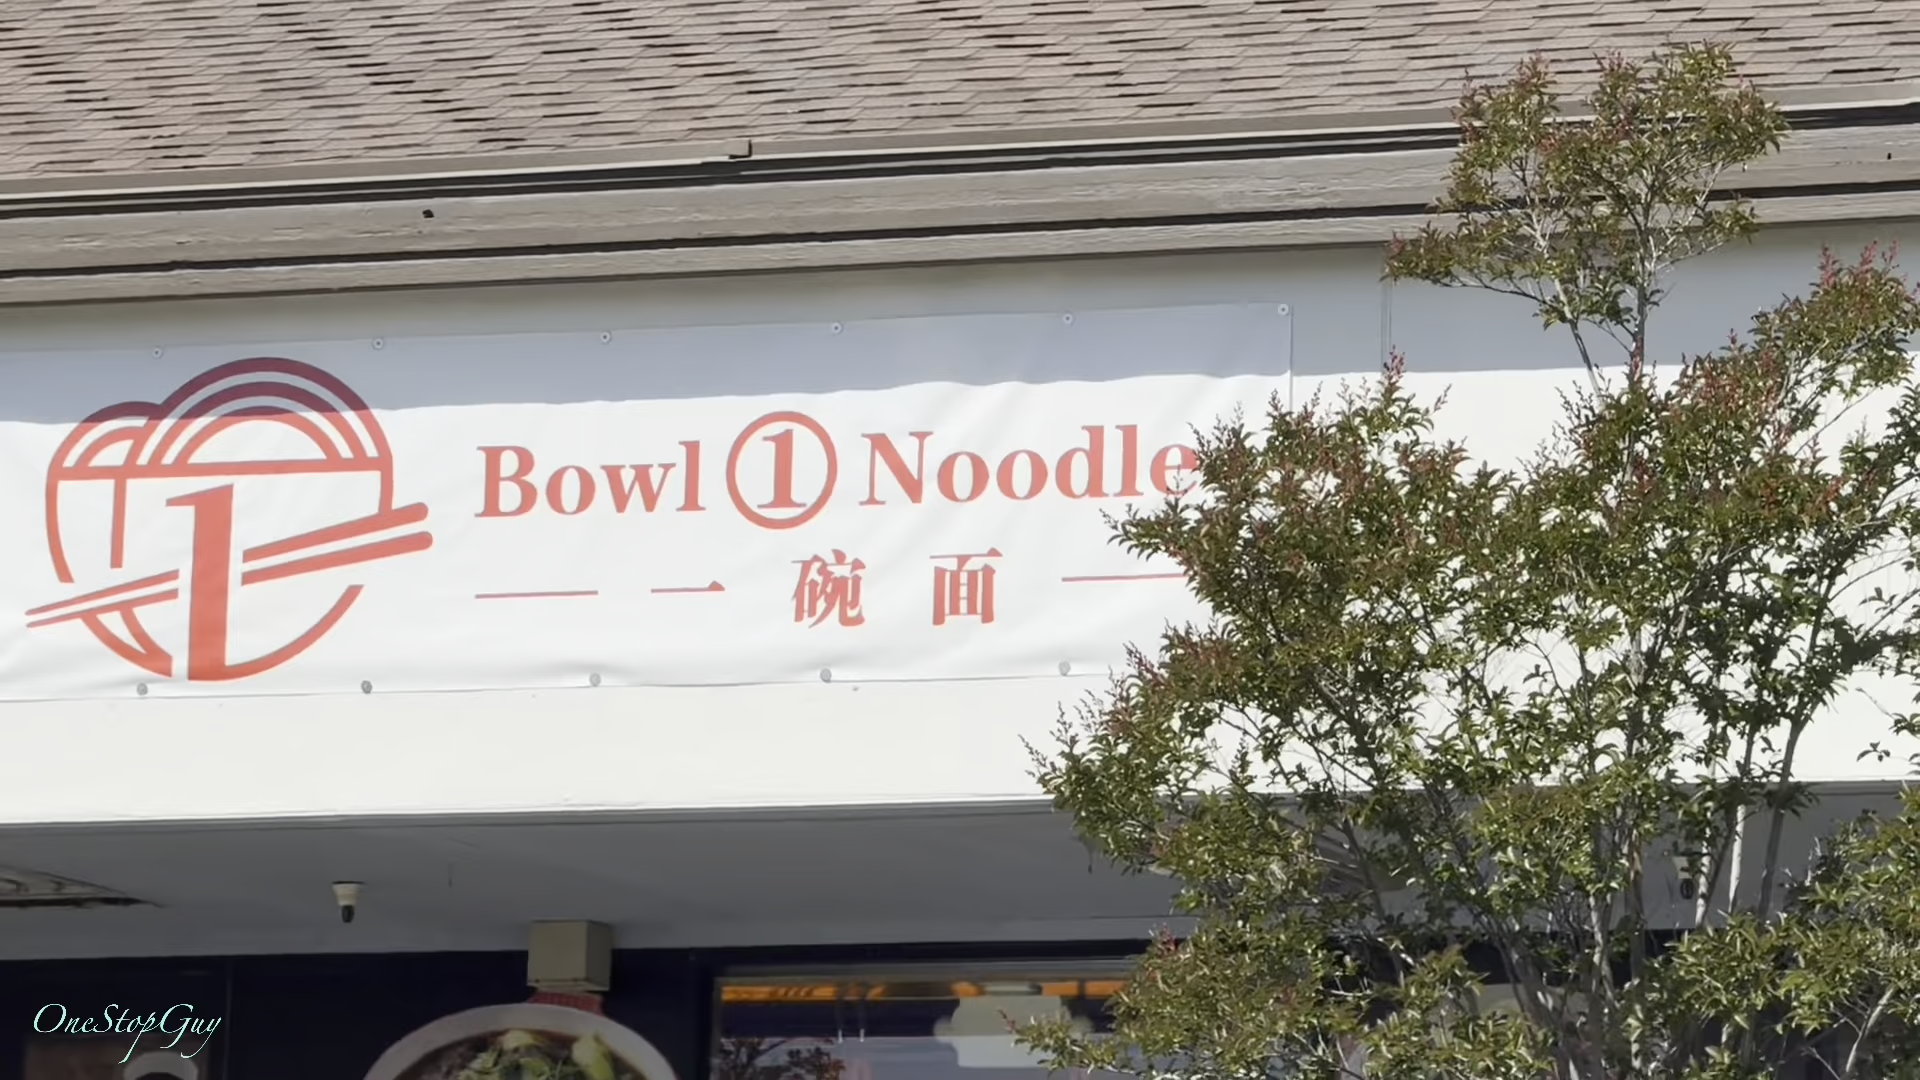 Bowl ① Noodle
一 碗 面
OneStopGuy